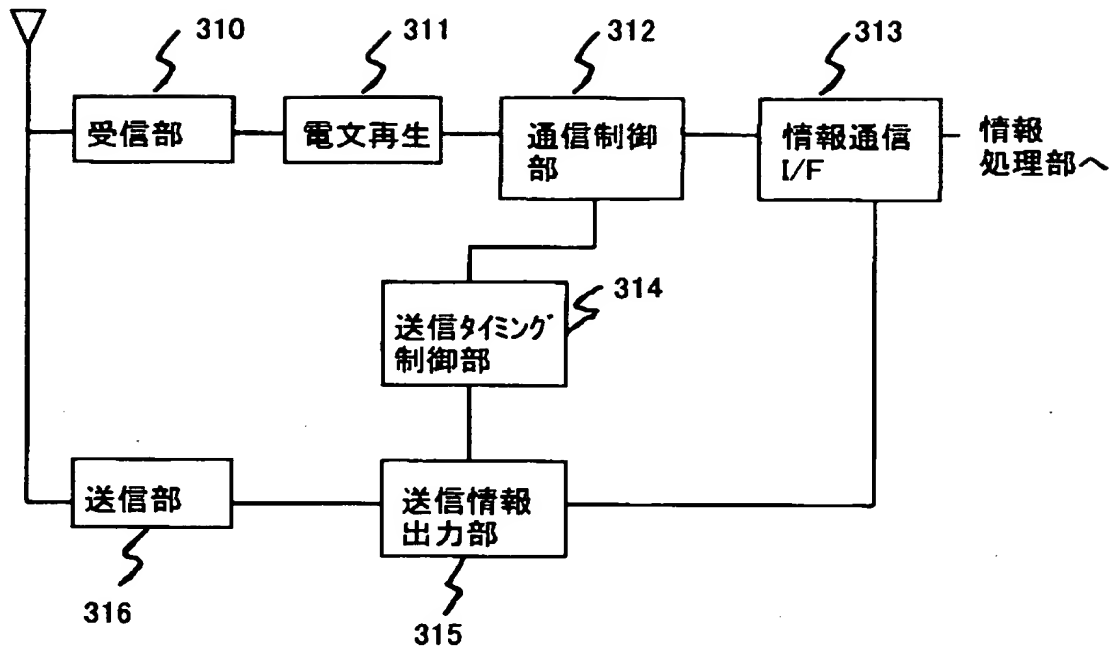 310
311
312
313
受信部
電文再生
通信制御
部
情報通信
I/F
情報
処理部へ
314
送信ﾀｲﾐﾝｸﾞ
制御部
送信部
送信情報
出力部
316
315